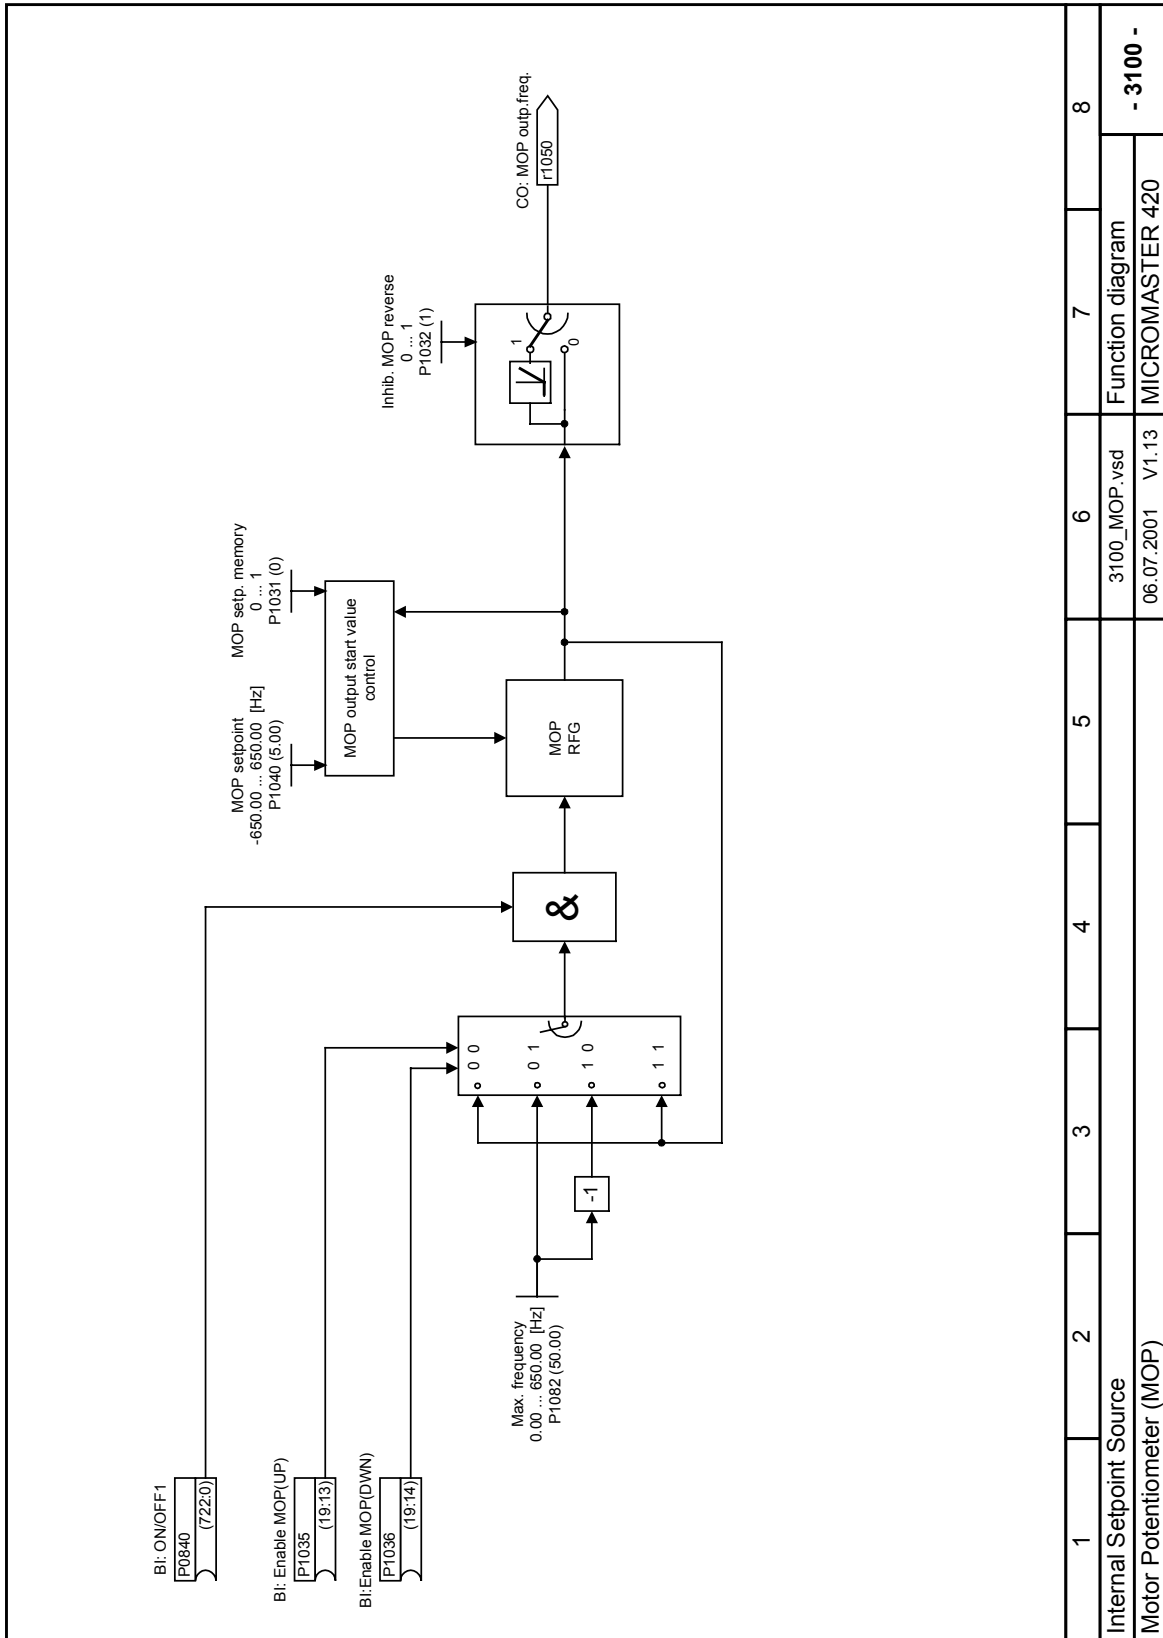 BI: ON/OFF1
P0840
(722:0)
BI: Enable MOP(UP)
P1035
(19:13)
BI:Enable MOP(DWN)
P1036
(19:14)
Max. frequency
0.00 ... 650.00 [Hz]
P1082 (50.00)
-1
0 0
0 1
1 0
1 1
&
MOP setpoint
-650.00 ... 650.00 [Hz]
P1040 (5.00)
MOP setp. memory
0 ... 1
P1031 (0)
MOP output start value
control
MOP
RFG
Inhib. MOP reverse
0 ... 1
P1032 (1)
1
0
CO: MOP outp.freq.
r1050
1 2 3 4 5 6 7 8
Internal Setpoint Source
3100_MOP.vsd
Function diagram
- 3100 -
Motor Potentiometer (MOP)
06.07.2001 V1.13
MICROMASTER 420